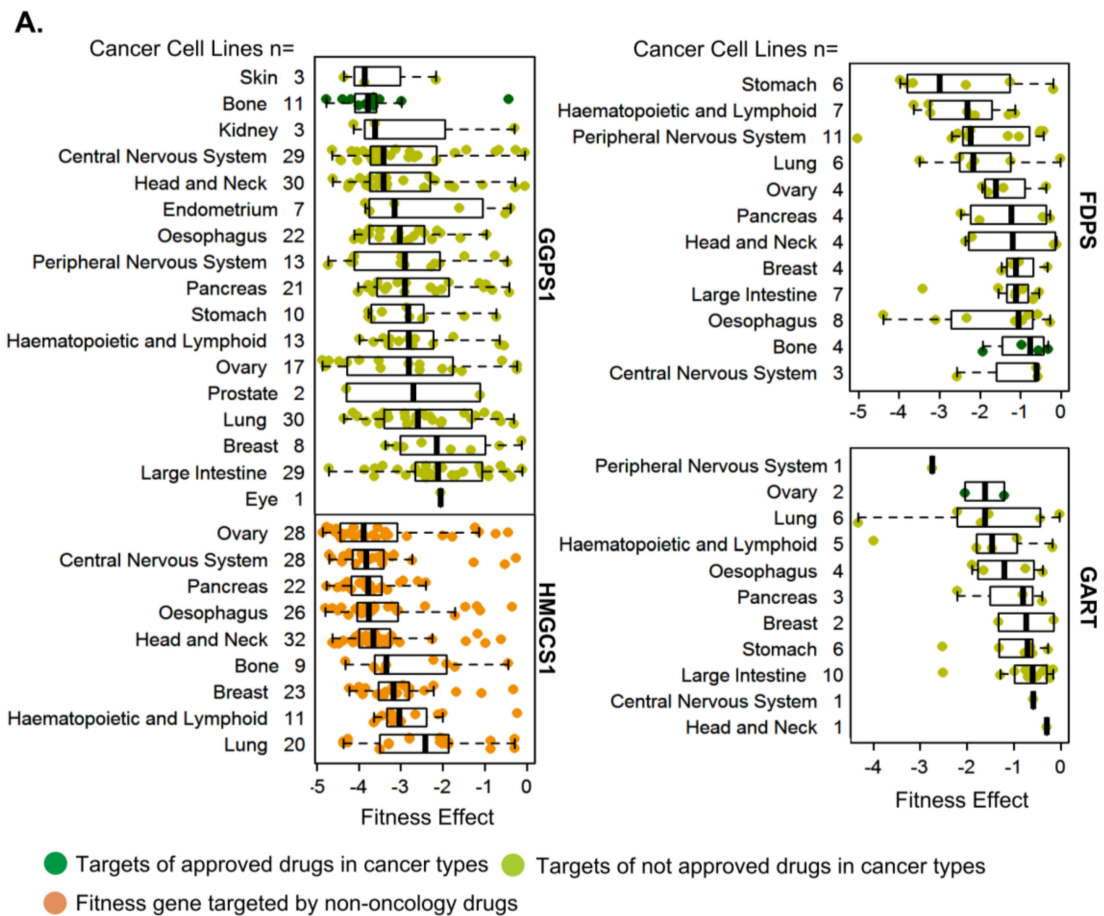 A.
Cancer Cell Lines n=
Skin 3
Bone 11
Kidney 3
Central Nervous System 29
Head and Neck 30
Endometrium 7
Oesophagus 22
Peripheral Nervous System 13
Pancreas 21
Stomach 10
Haematopoietic and Lymphoid 13
Ovary 17
Prostate 2
Lung 30
Breast 8
Large Intestine 29
Eye 1
GGPS1
Ovary 28
Central Nervous System 28
Pancreas 22
Oesophagus 26
Head and Neck 32
Bone 9
Breast 23
Haematopoietic and Lymphoid 11
Lung 20
HMGCS1
-5 -4 -3 -2 -1 0
Fitness Effect
Cancer Cell Lines n=
Stomach 6
Haematopoietic and Lymphoid 7
Peripheral Nervous System 11
Lung 6
Ovary 4
Pancreas 4
Head and Neck 4
Breast 4
Large Intestine 7
Oesophagus 8
Bone 4
Central Nervous System 3
FDPS
-5 -4 -3 -2 -1 0
Peripheral Nervous System 1
Ovary 2
Lung 6
Haematopoietic and Lymphoid 5
Oesophagus 4
Pancreas 3
Breast 2
Stomach 6
Large Intestine 10
Central Nervous System 1
Head and Neck 1
GART
-4 -3 -2 -1 0
Fitness Effect
Targets of approved drugs in cancer types
Targets of not approved drugs in cancer types
Fitness gene targeted by non-oncology drugs